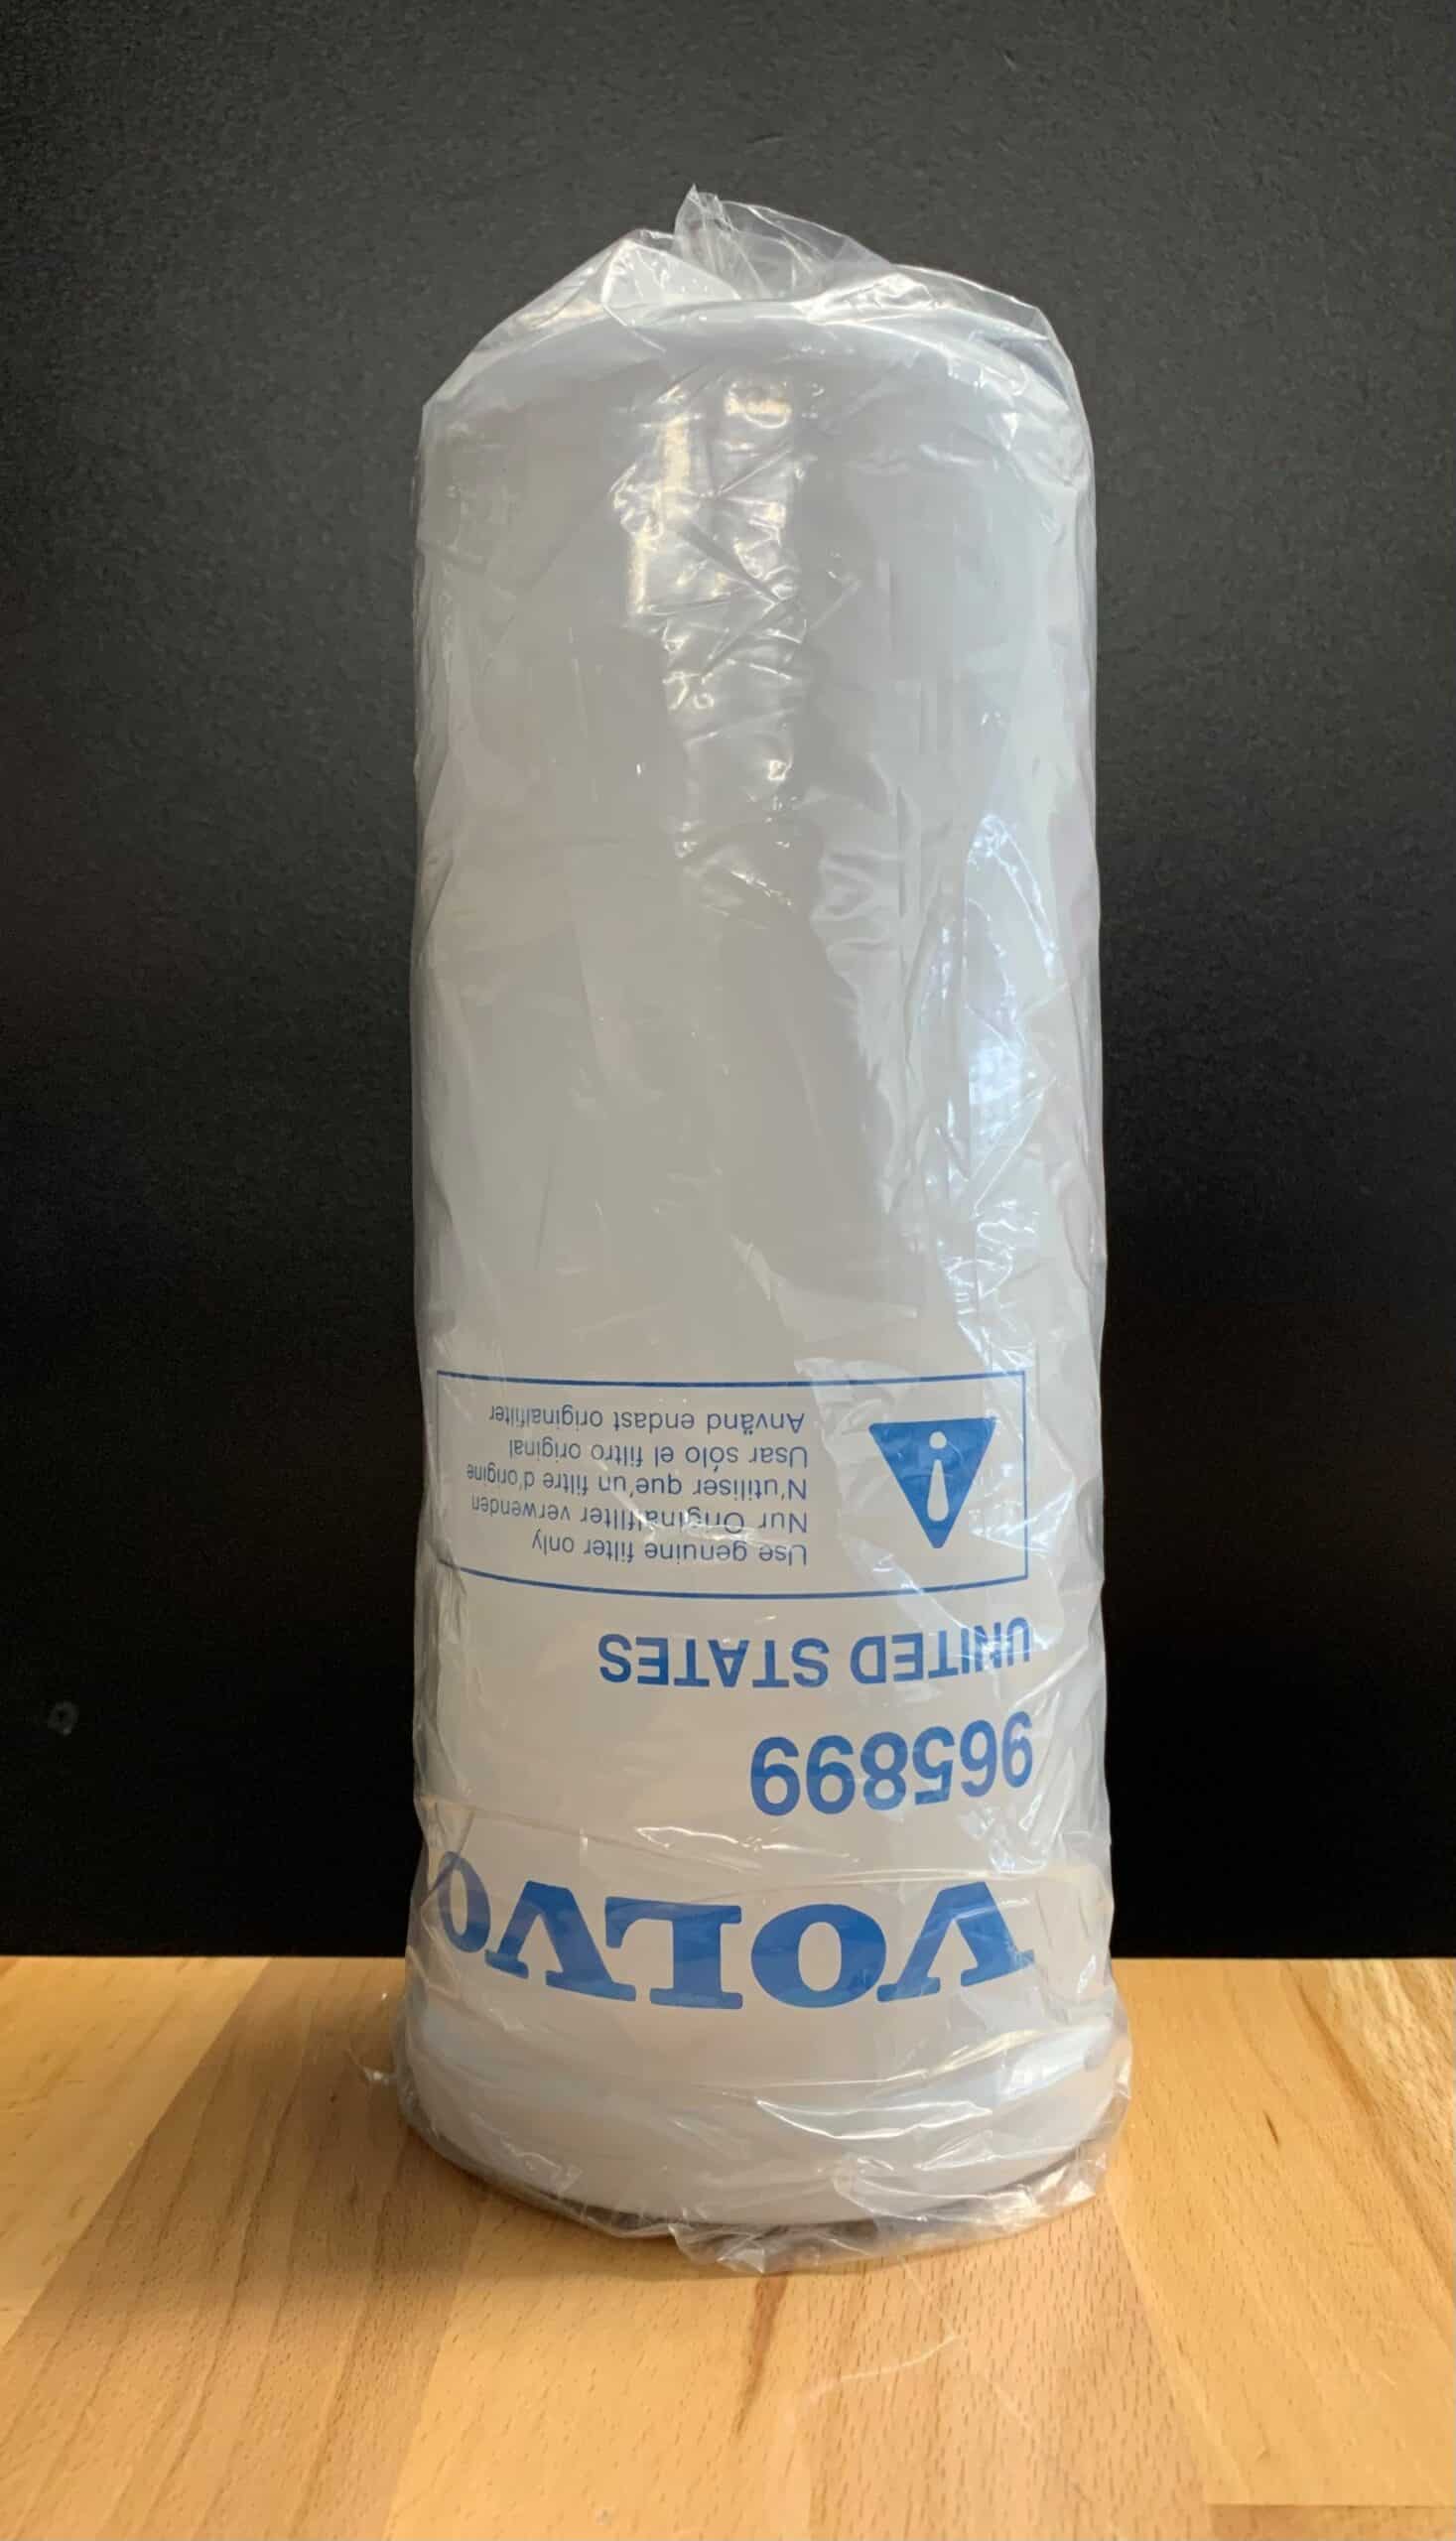 VOLVO
965899
UNITED STATES
Use genuine filter only
Nur Originalfilter verwenden
N'utiliser que un filtre d'origine
Usar sólo el filtro original
Använd endast originalfilter